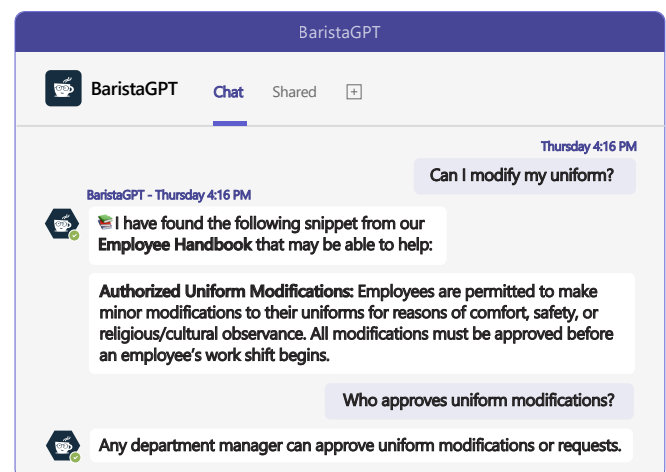 BaristaGPT
BaristaGPT
Chat
Shared
Thursday 4:16 PM
Can I modify my uniform?
BaristaGPT - Thursday 4:16 PM
I have found the following snippet from our
Employee Handbook that may be able to help:
Authorized Uniform Modifications: Employees are permitted to make
minor modifications to their uniforms for reasons of comfort, safety, or
religious/cultural observance. All modifications must be approved before
an employee's work shift begins.
Who approves uniform modifications?
Any department manager can approve uniform modifications or requests.